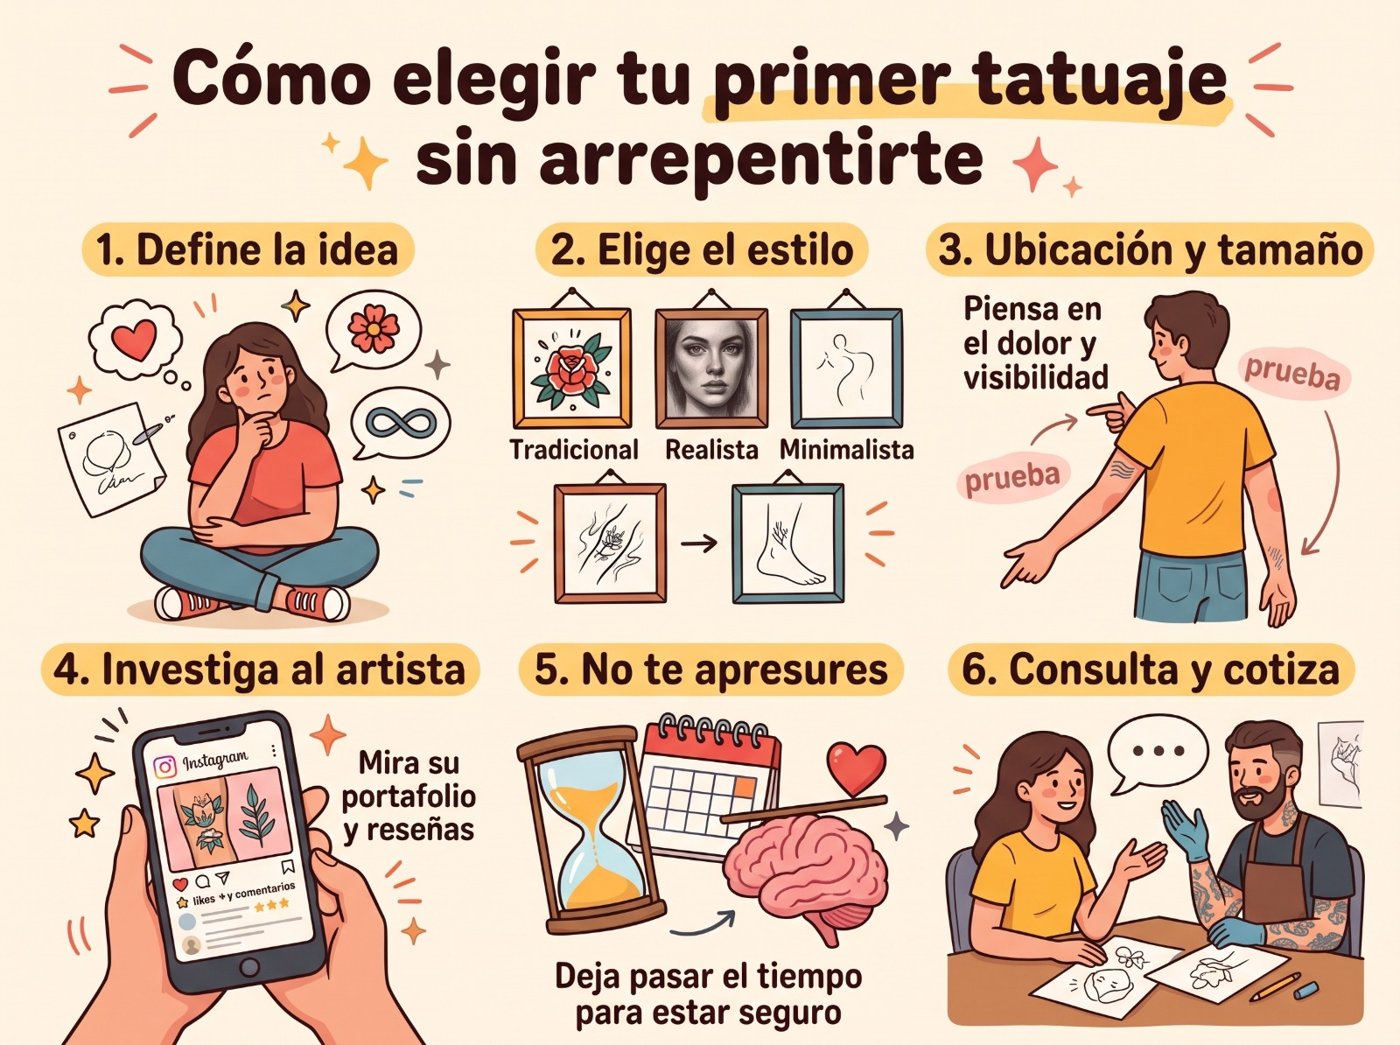 Cómo elegir tu primer tatuaje
sin arrepentirte
1. Define la idea
2. Elige el estilo
Tradicional
Realista
Minimalista
3. Ubicación y tamaño
Piensa en
el dolor y
visibilidad
prueba
prueba
4. Investiga al artista
Instagram
likes + y comentarios
Mira su
portafolio
y reseñas
5. No te apresures
Deja pasar el tiempo
para estar seguro
6. Consulta y cotiza